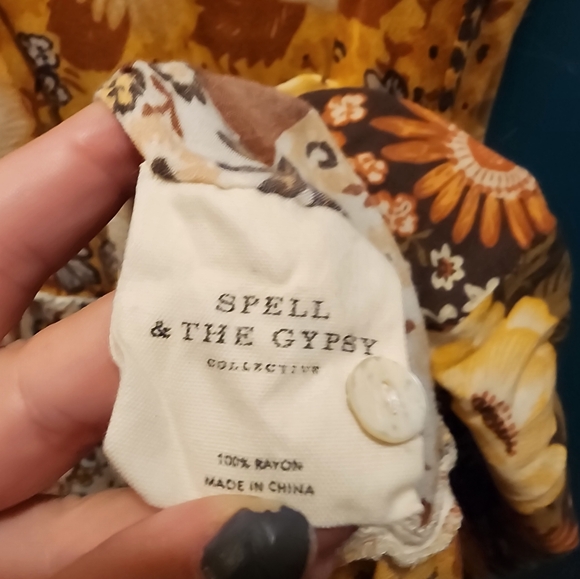 SPELL
& THE GYPSY
COLLECTIVE
100% RAYON
MADE IN CHINA